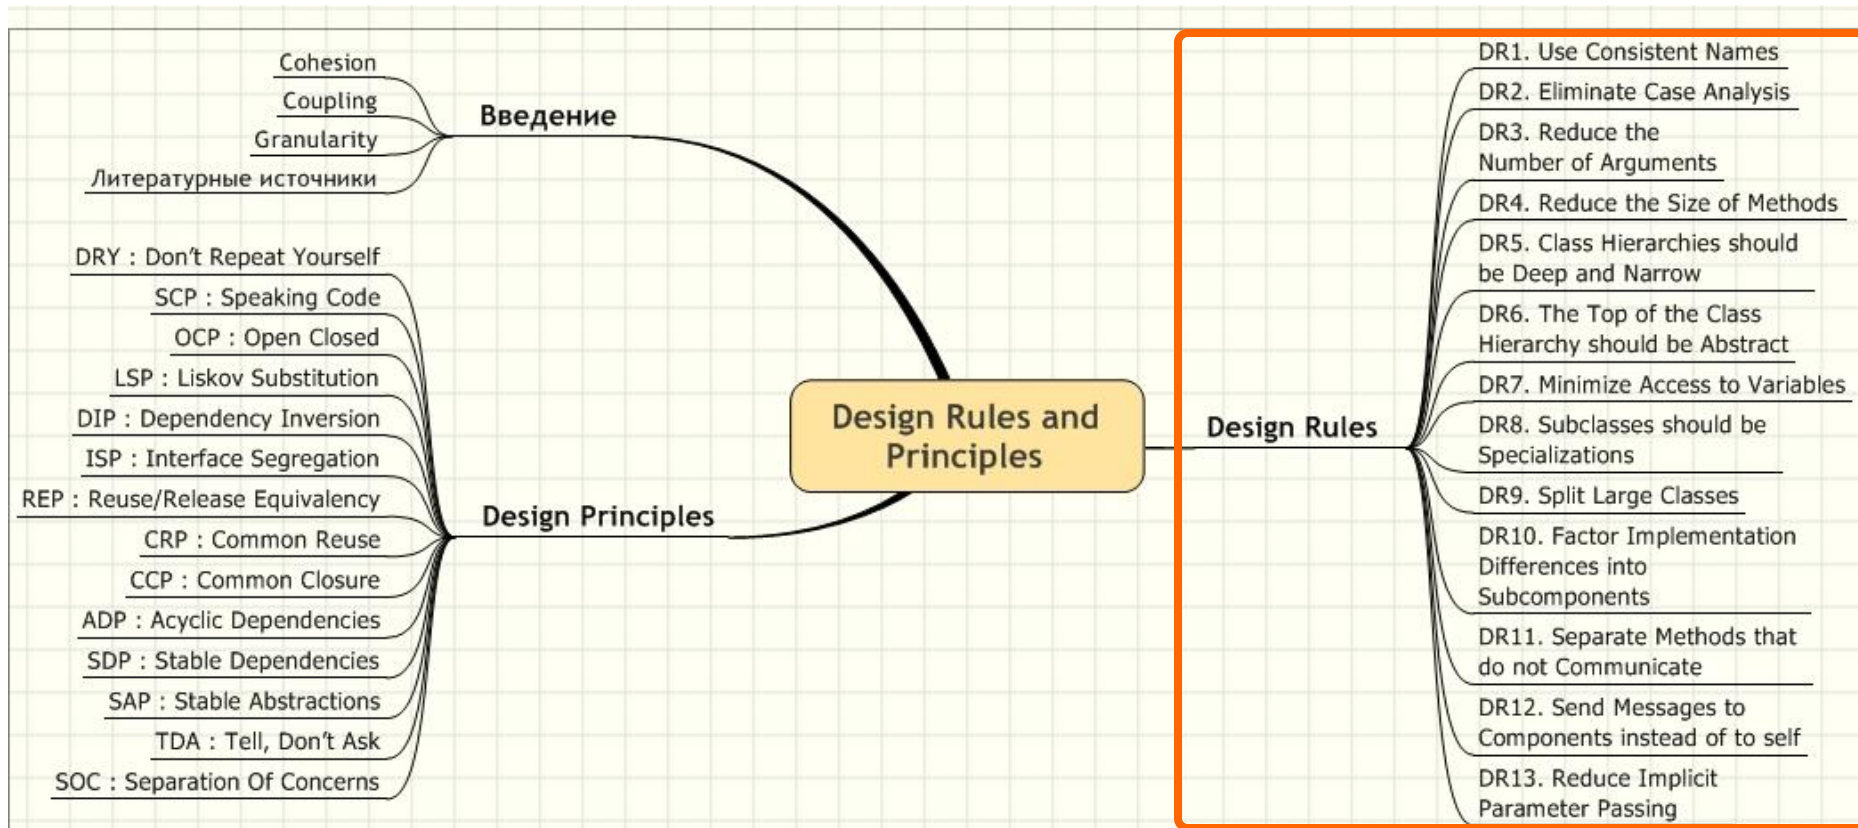 Cohesion
Coupling
Granularity
Литературные источники
Введение
DRY : Don't Repeat Yourself
SCP : Speaking Code
OCP : Open Closed
LSP : Liskov Substitution
DIP : Dependency Inversion
ISP : Interface Segregation
REP : Reuse/Release Equivalency
CRP : Common Reuse
CCP : Common Closure
ADP : Acyclic Dependencies
SDP : Stable Dependencies
SAP : Stable Abstractions
TDA : Tell, Don't Ask
SOC : Separation Of Concerns
Design Principles
Design Rules and
Principles
Design Rules
DR1. Use Consistent Names
DR2. Eliminate Case Analysis
DR3. Reduce the
Number of Arguments
DR4. Reduce the Size of Methods
DR5. Class Hierarchies should
be Deep and Narrow
DR6. The Top of the Class
Hierarchy should be Abstract
DR7. Minimize Access to Variables
DR8. Subclasses should be
Specializations
DR9. Split Large Classes
DR10. Factor Implementation
Differences into
Subcomponents
DR11. Separate Methods that
do not Communicate
DR12. Send Messages to
Components instead of to self
DR13. Reduce Implicit
Parameter Passing